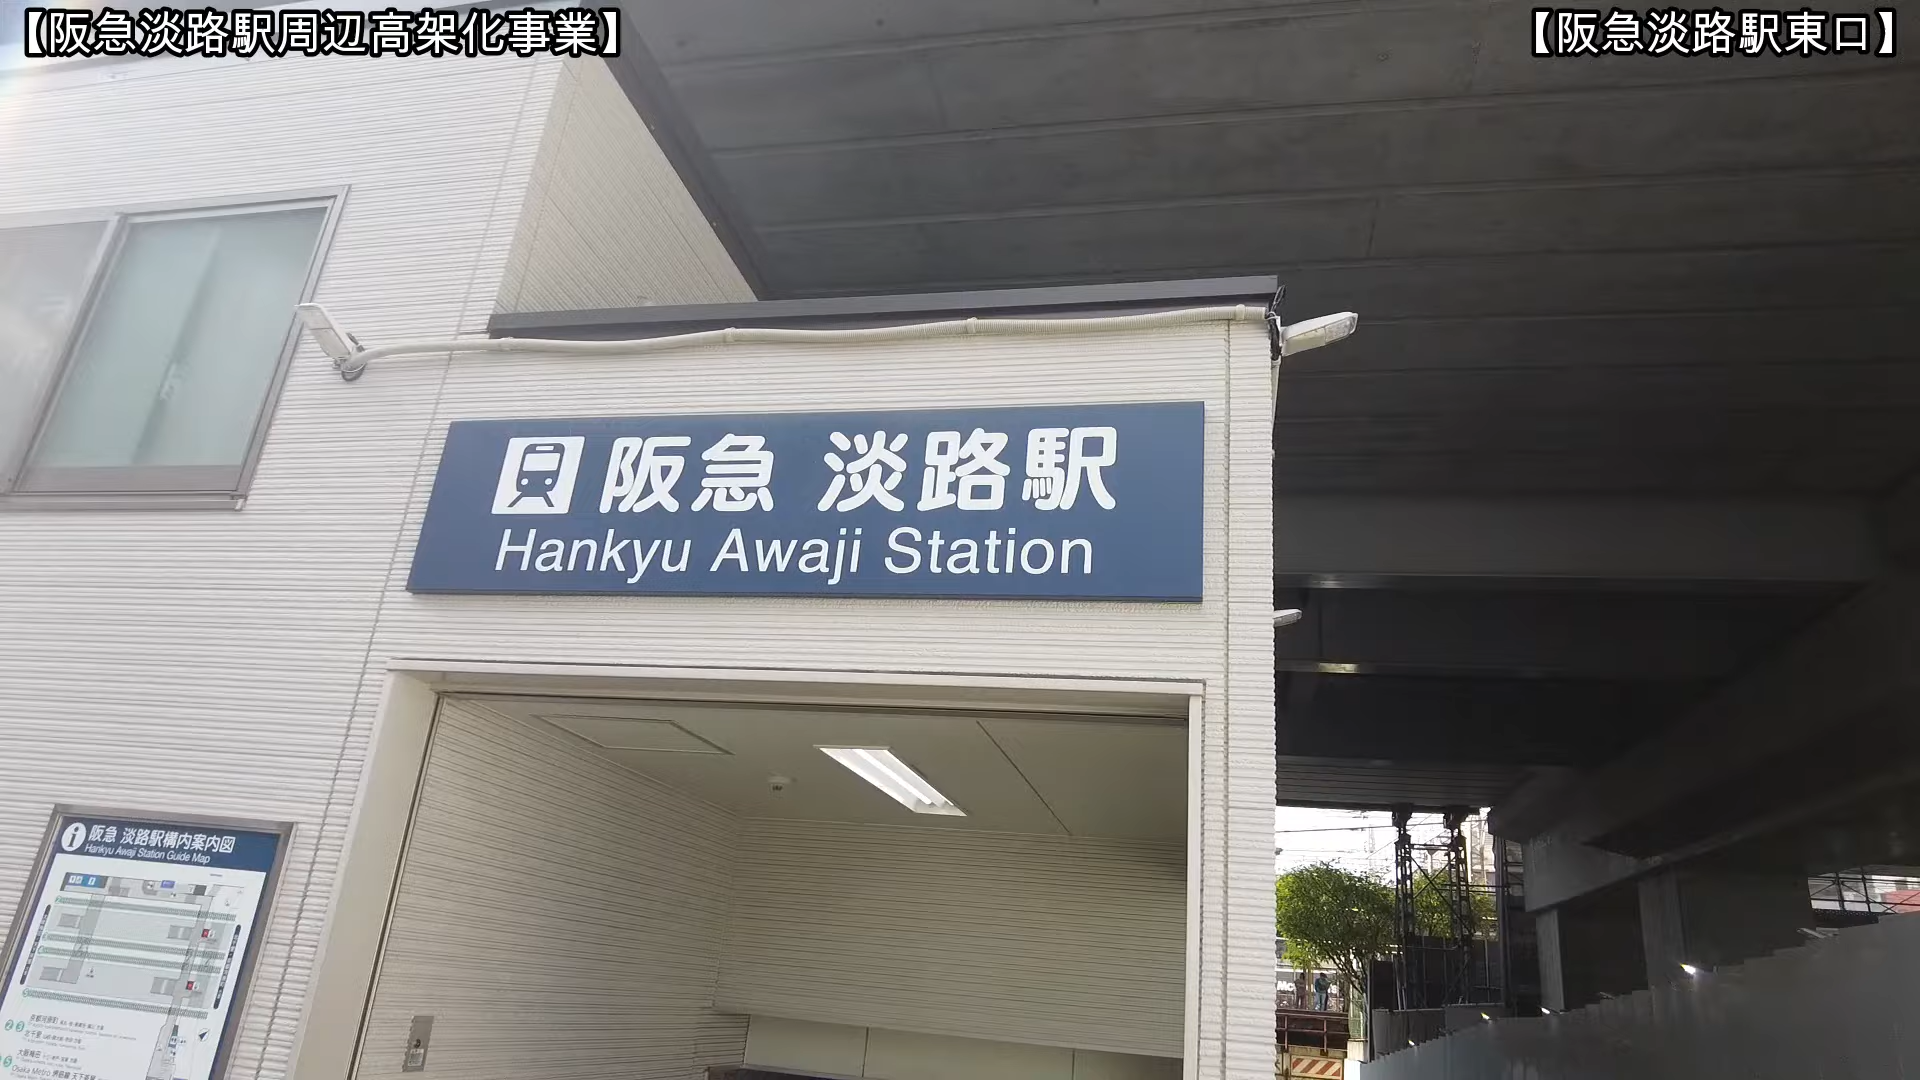 【阪急淡路駅周辺高架化事業】
【阪急淡路駅東口】
阪急 淡路駅
Hankyu Awaji Station
阪急 淡路駅構内案内図
Hankyu Awaji Station Guide Map